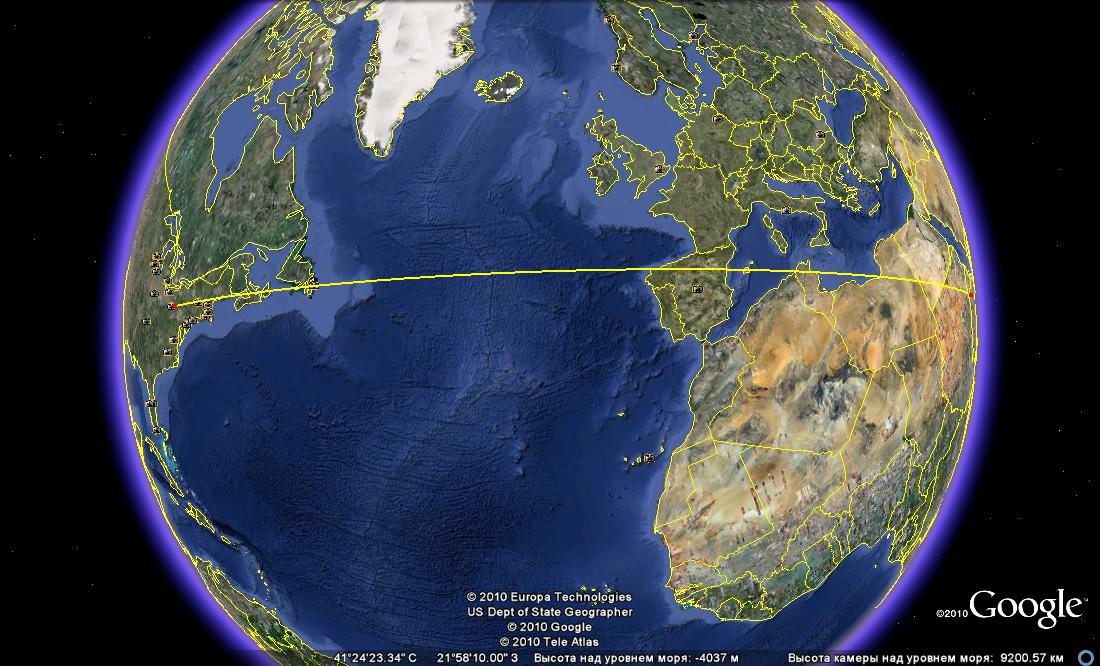 © 2010 Europa Technologies
US Dept of State Geographer
© 2010 Google
© 2010 Tele Atlas
©2010 Google™
41°24'23.34" С 21°58'10.00" З Высота над уровнем моря: -4037 м Высота камеры над уровнем моря: 9200.57 км